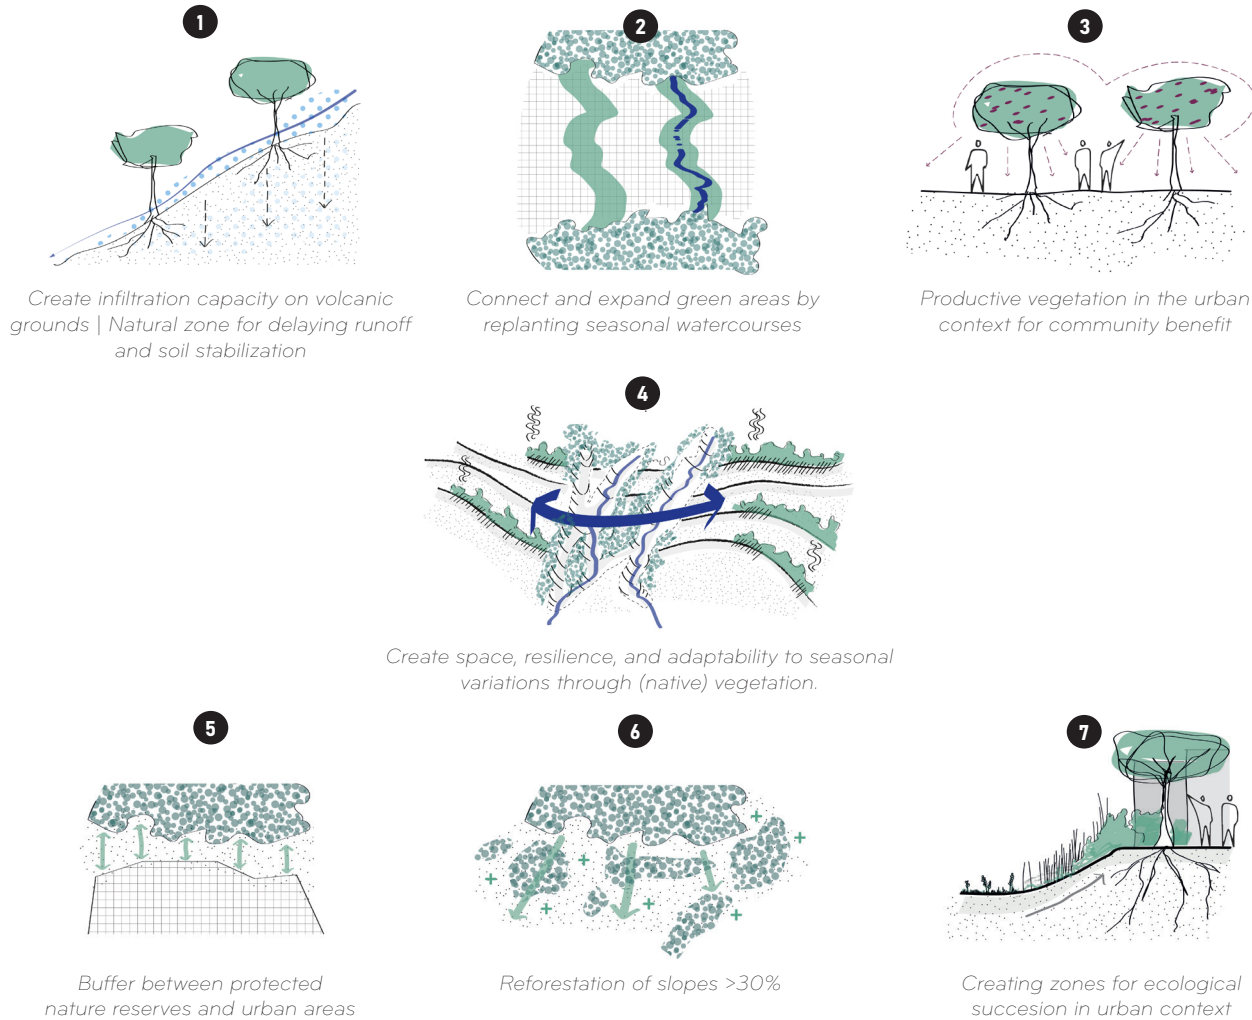 1
Create infiltration capacity on volcanic
grounds | Natural zone for delaying runoff
and soil stabilization
2
Connect and expand green areas by
replanting seasonal watercourses
3
Productive vegetation in the urban
context for community benefit
4
Create space, resilience, and adaptability to seasonal
variations through (native) vegetation.
5
Buffer between protected
nature reserves and urban areas
6
Reforestation of slopes >30%
7
Creating zones for ecological
succesion in urban context